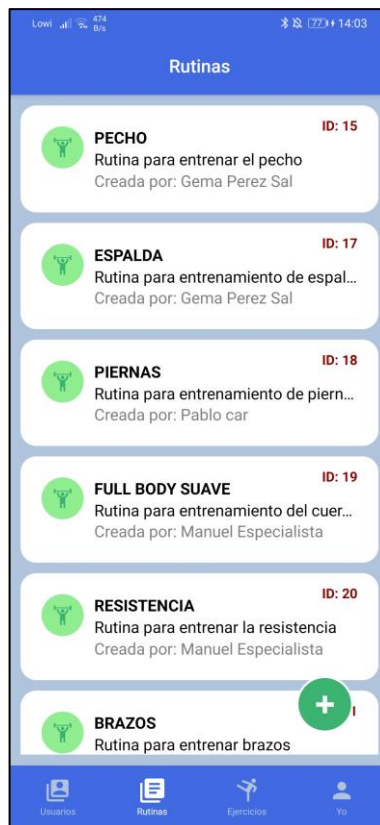 Lowi 474 B/s 77 14:03
Rutinas
ID: 15
PECHO
Rutina para entrenar el pecho
Creada por: Gema Perez Sal
ID: 17
ESPALDA
Rutina para entrenamiento de espal...
Creada por: Gema Perez Sal
ID: 18
PIERNAS
Rutina para entrenamiento de piern...
Creada por: Pablo car
ID: 19
FULL BODY SUAVE
Rutina para entrenamiento del cuer...
Creada por: Manuel Especialista
ID: 20
RESISTENCIA
Rutina para entrenar la resistencia
Creada por: Manuel Especialista
BRAZOS
Rutina para entrenar brazos
Usuarios Rutinas Ejercicios Yo